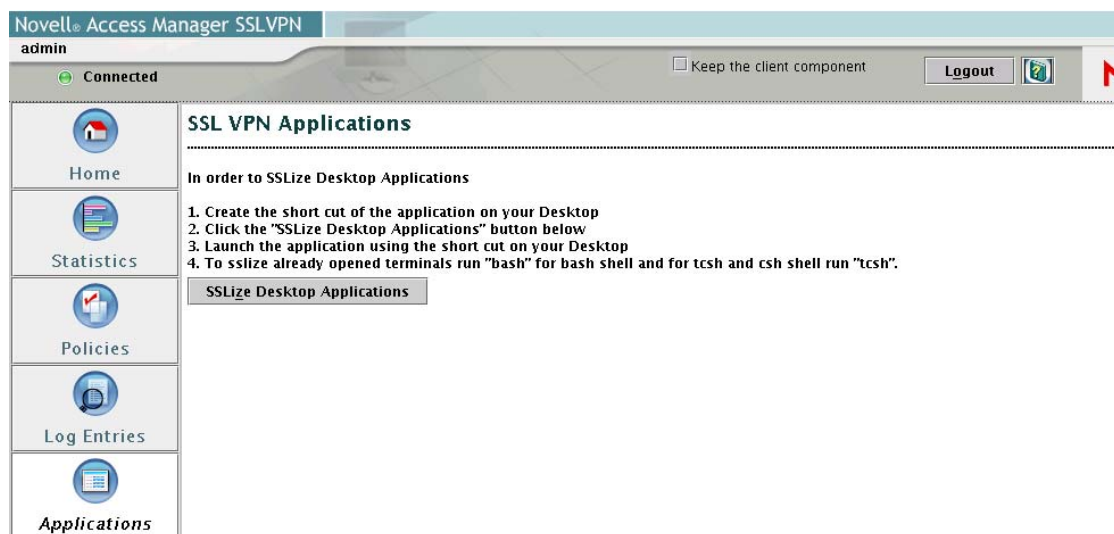 Novell® Access Manager SSLVPN
admin
Connected
Keep the client component
Logout
N
Home
Statistics
Policies
Log Entries
Applications
SSL VPN Applications
In order to SSLize Desktop Applications
1. Create the short cut of the application on your Desktop
2. Click the "SSLize Desktop Applications" button below
3. Launch the application using the short cut on your Desktop
4. To sslize already opened terminals run "bash" for bash shell and for tcsh and csh shell run "tcsh".
SSLize Desktop Applications